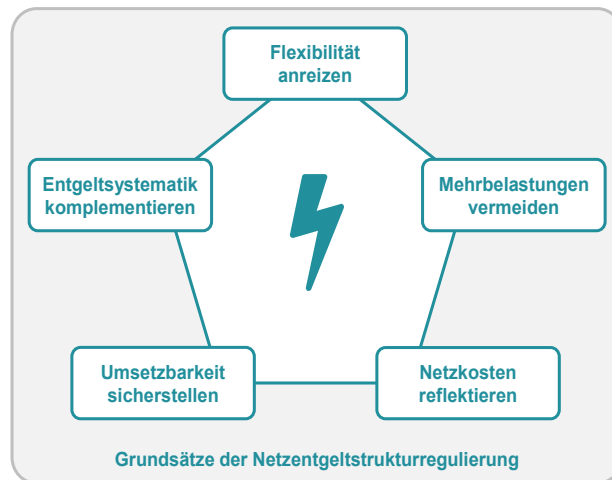 Flexibilität
anreizen
Entgeltsystematik
komplementieren
Mehrbelastungen
vermeiden
Umsetzbarkeit
sicherstellen
Netzkosten
reflektieren
Grundsätze der Netzentgeltstrukturregulierung